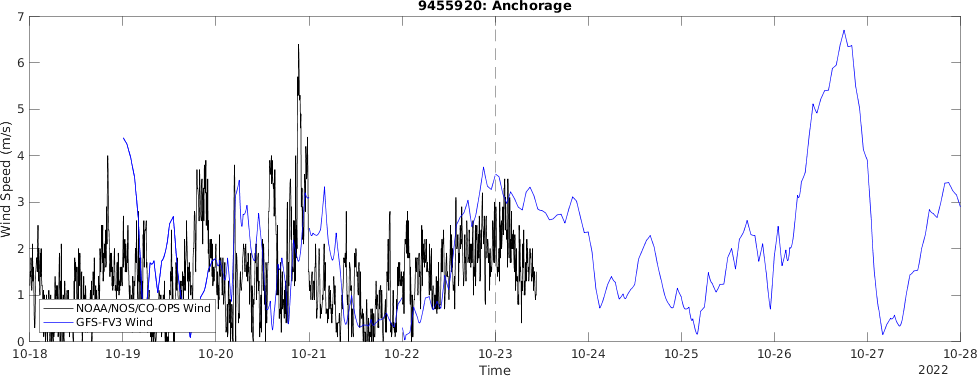 9455920: Anchorage
7
6
5
4
3
2
1
0
Wind Speed (m/s)
NOAA/NOS/CO-OPS Wind
GFS-FV3 Wind
10-18 10-19 10-20 10-21 10-22 10-23 10-24 10-25 10-26 10-27 10-28
Time
2022